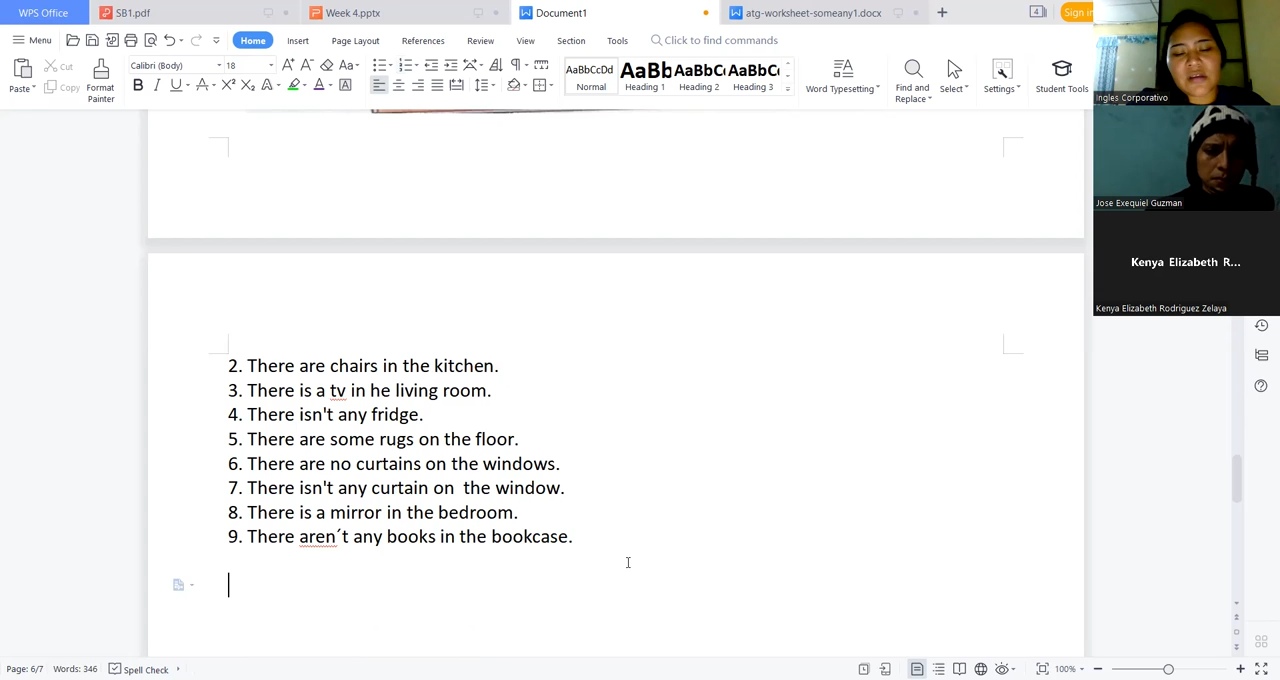 WPS Office
SB1.pdf
Week 4.pptx
Document1
atg-worksheet-someany1.docx
4
Sign in
Menu
Home
Insert
Page Layout
References
Review
View
Section
Tools
Click to find commands
Paste
Cut
Copy
Format Painter
Calibri (Body)
18
AaBbCcDd
Normal
AaBb
Heading 1
AaBbC
Heading 2
AaBbC
Heading 3
Word Typesetting
Find and Replace
Select
Settings
Student Tools
Ingles Corporativo
Jose Exequiel Guzman
Kenya Elizabeth R...
Kenya Elizabeth Rodriguez Zelaya
2. There are chairs in the kitchen.
3. There is a tv in he living room.
4. There isn't any fridge.
5. There are some rugs on the floor.
6. There are no curtains on the windows.
7. There isn't any curtain on  the window.
8. There is a mirror in the bedroom.
9. There aren´t any books in the bookcase.
Page: 6/7
Words: 346
Spell Check
100%